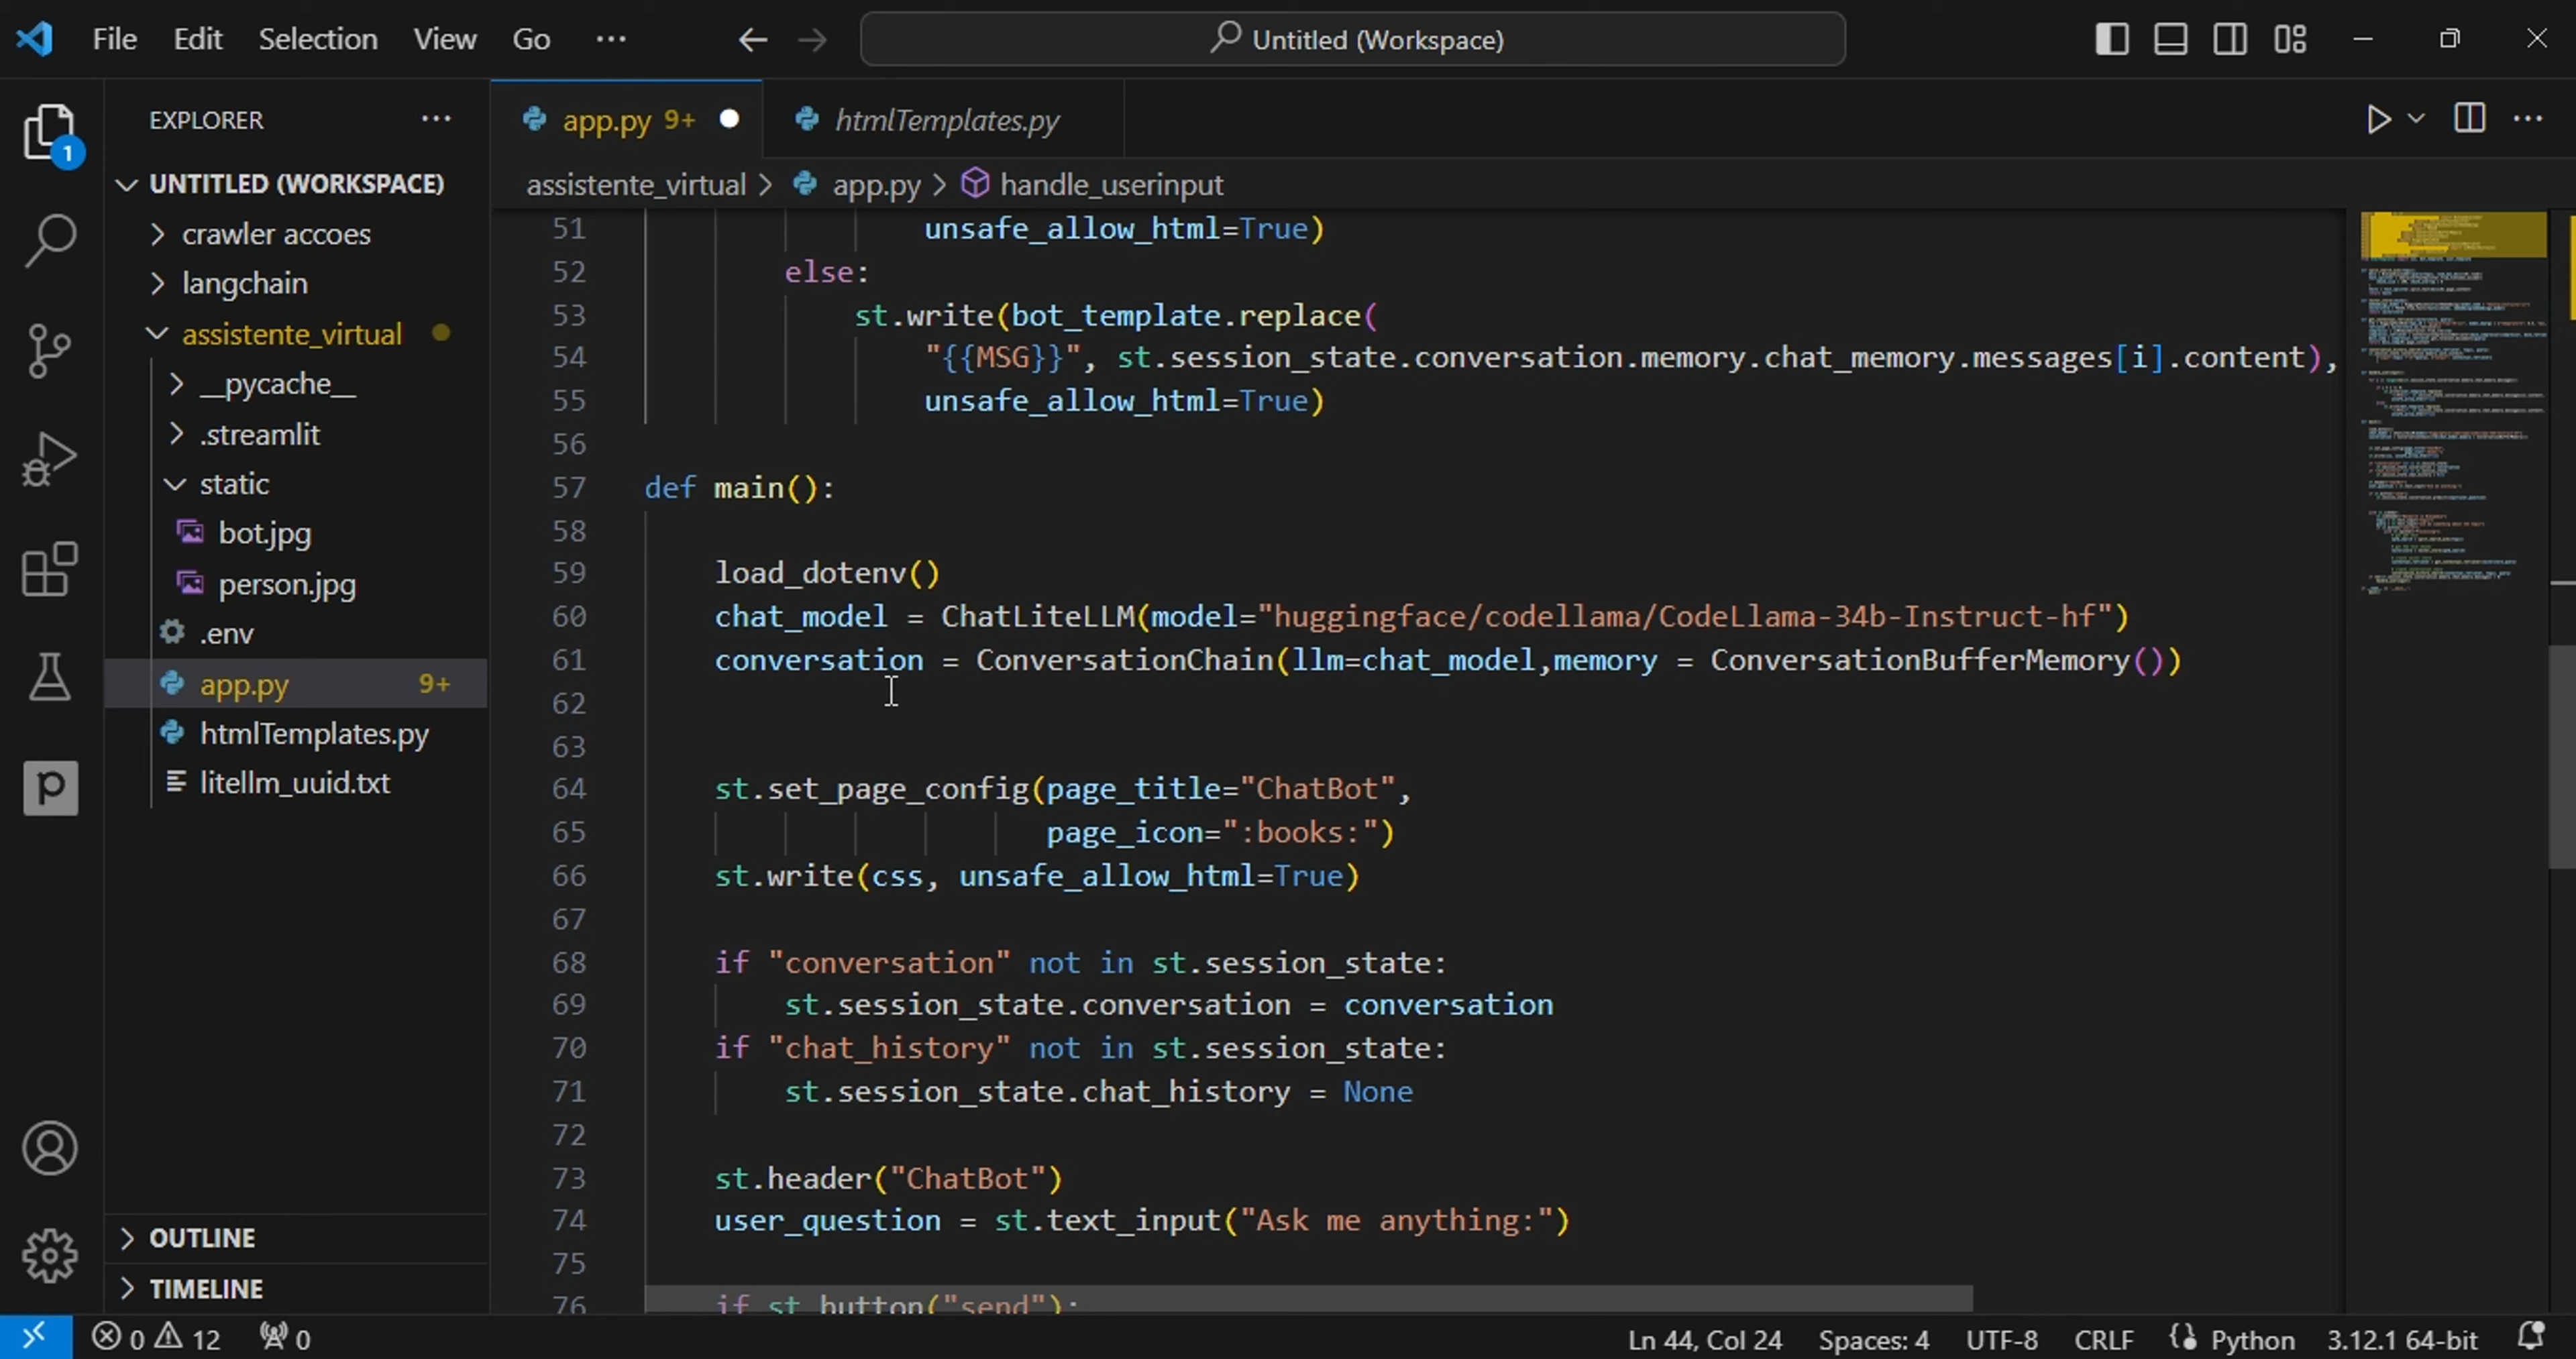 File Edit Selection View Go ··· Untitled (Workspace)
EXPLORER ···
1
UNTITLED (WORKSPACE)
crawler accoes
langchain
assistente_virtual
__pycache__
.streamlit
static
bot.jpg
person.jpg
.env
app.py 9+
htmlTemplates.py
litellm_uuid.txt
OUTLINE
TIMELINE
app.py 9+ htmlTemplates.py
assistente_virtual > app.py > handle_userinput
51 unsafe_allow_html=True)
52 else:
53 st.write(bot_template.replace(
54 "{{MSG}}", st.session_state.conversation.memory.chat_memory.messages[i].content),
55 unsafe_allow_html=True)
56
57 def main():
58
59 load_dotenv()
60 chat_model = ChatLiteLLM(model="huggingface/codellama/CodeLlama-34b-Instruct-hf")
61 conversation = ConversationChain(llm=chat_model,memory = ConversationBufferMemory())
62
63
64 st.set_page_config(page_title="ChatBot",
65 page_icon=":books:")
66 st.write(css, unsafe_allow_html=True)
67
68 if "conversation" not in st.session_state:
69 st.session_state.conversation = conversation
70 if "chat_history" not in st.session_state:
71 st.session_state.chat_history = None
72
73 st.header("ChatBot")
74 user_question = st.text_input("Ask me anything:")
75
76 if st button("send"):
0 12 0 Ln 44, Col 24 Spaces: 4 UTF-8 CRLF Python 3.12.1 64-bit